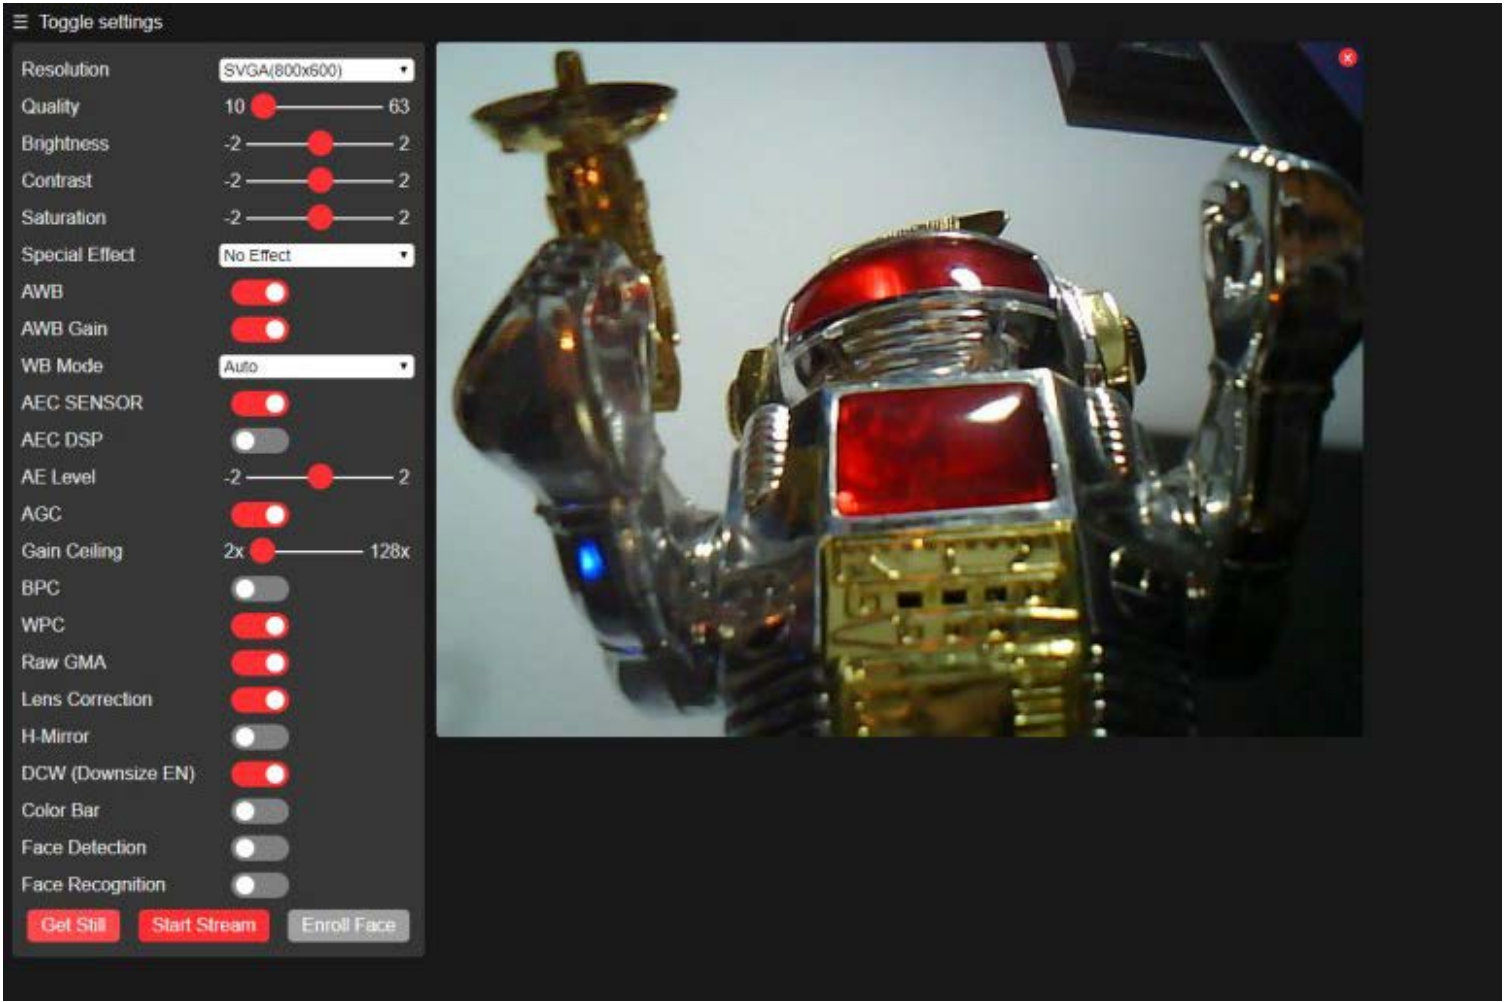 ☰ Toggle settings
Resolution SVGA(800x600)
Quality 10 63
Brightness -2 2
Contrast -2 2
Saturation -2 2
Special Effect No Effect
AWB
AWB Gain
WB Mode Auto
AEC SENSOR
AEC DSP
AE Level -2 2
AGC
Gain Ceiling 2x 128x
BPC
WPC
Raw GMA
Lens Correction
H-Mirror
DCW (Downsize EN)
Color Bar
Face Detection
Face Recognition
Get Still Start Stream Enroll Face